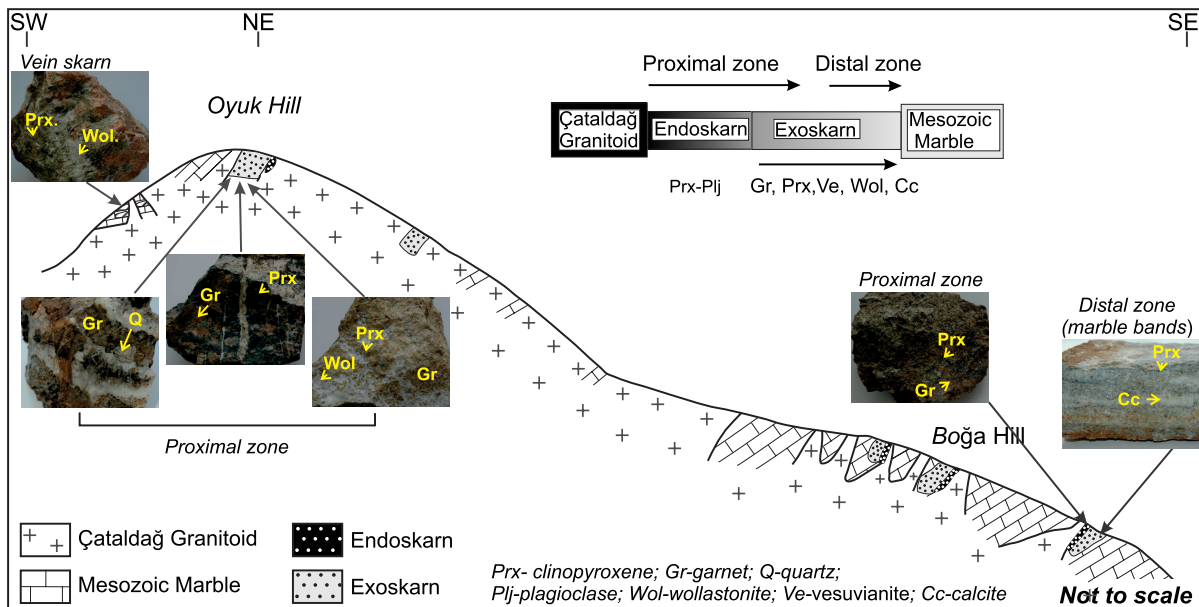 SW
NE
SE
Vein skarn
Prx.
Wol.
Oyuk Hill
Proximal zone
Distal zone
Çataldağ
Granitoid
Endoskarn
Exoskarn
Mesozoic
Marble
Prx-Plj
Gr, Prx,Ve, Wol, Cc
Gr
Q
Gr
Prx
Wol
Prx
Gr
Proximal zone
Proximal zone
Prx
Gr
Distal zone
(marble bands)
Prx
Cc
Boğa Hill
Çataldağ Granitoid
Endoskarn
Mesozoic Marble
Exoskarn
Prx- clinopyroxene; Gr-garnet; Q-quartz;
Plj-plagioclase; Wol-wollastonite; Ve-vesuvianite; Cc-calcite
Not to scale